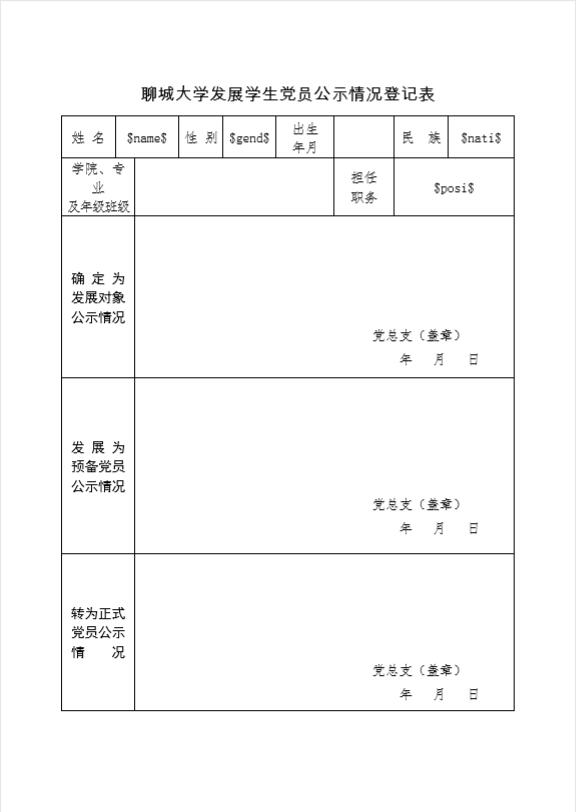 聊城大学发展学生党员公示情况登记表
姓 名 $name$ 性 别 $gend$ 出生 民 族 $nati$
年月
学院、专
业
及年级班级
担任
职务
$posi$
确 定 为
发展对象
公示情况
党总支（盖章）
年 月 日
发 展 为
预备党员
公示情况
党总支（盖章）
年 月 日
转为正式
党员公示
情 况
党总支（盖章）
年 月 日